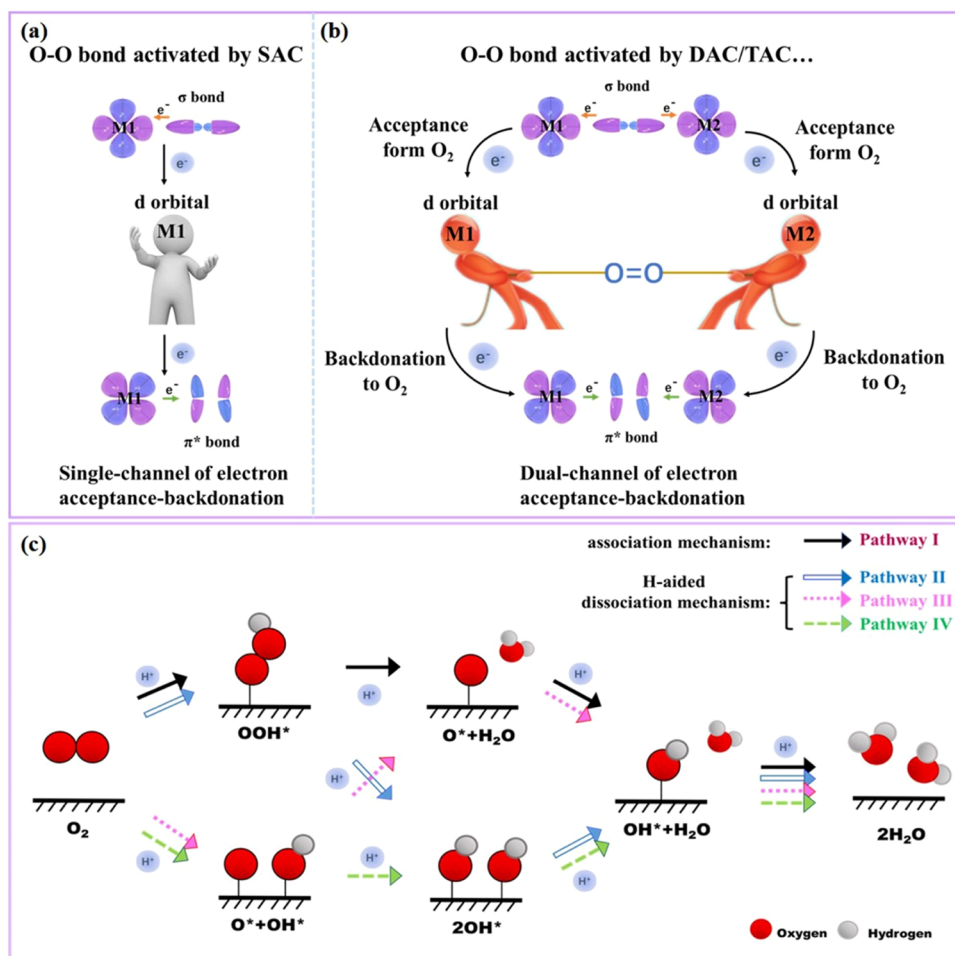 (a)
O-O bond activated by SAC
σ bond
M1
e-
e-
d orbital
M1
e-
M1
e-
π* bond
Single-channel of electron
acceptance-backdonation
(b)
O-O bond activated by DAC/TAC…
σ bond
M1
e-
e-
M2
Acceptance
form O₂
e-
e-
Acceptance
form O₂
d orbital
d orbital
M1
O=O
M2
Backdonation
to O₂
e-
e-
Backdonation
to O₂
M1
e-
e-
M2
π* bond
Dual-channel of electron
acceptance-backdonation
(c)
association mechanism:
Pathway I
H-aided
dissociation mechanism:
Pathway II
Pathway III
Pathway IV
H⁺
OOH*
H⁺
O*+H₂O
H⁺
O₂
H⁺
OH*+H₂O
H⁺
2H₂O
H⁺
O*+OH*
H⁺
2OH*
H⁺
Oxygen
Hydrogen